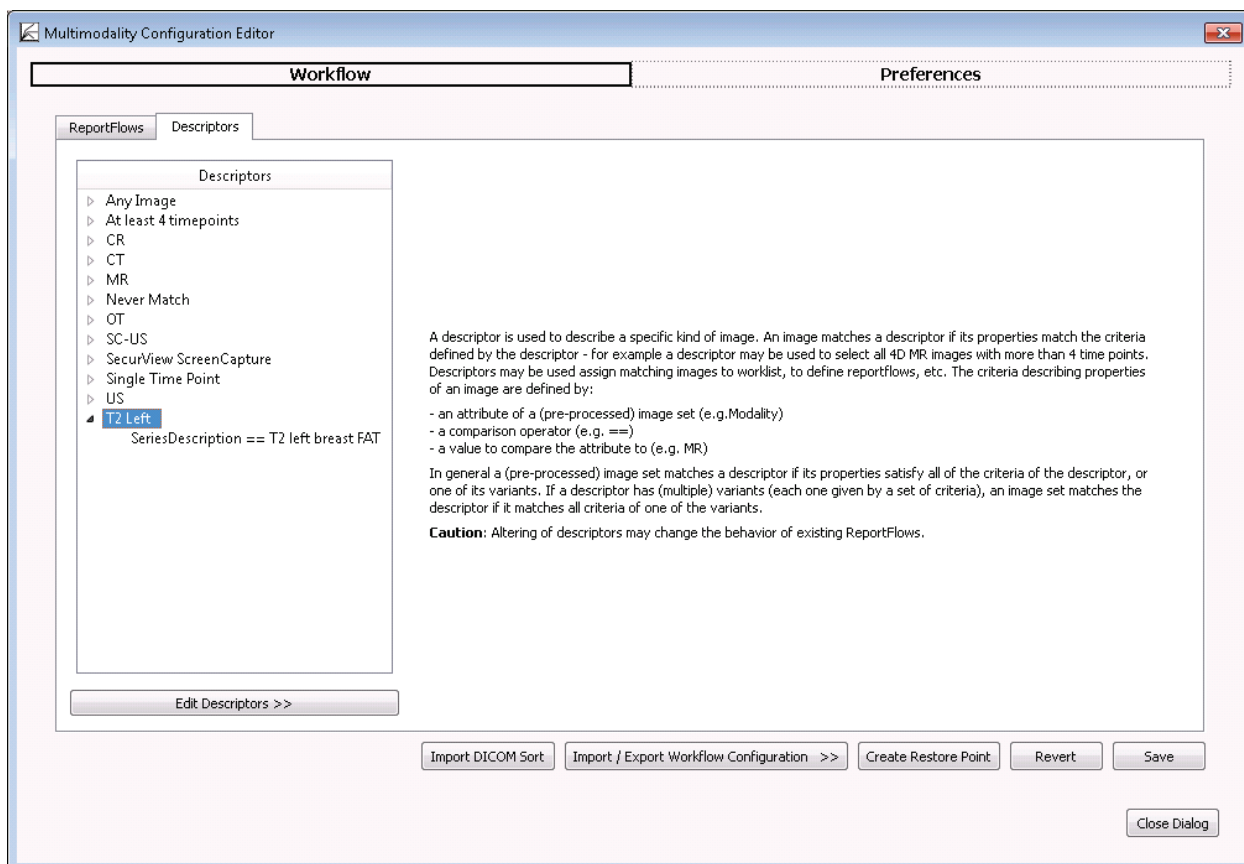 Multimodality Configuration Editor
Workflow
Preferences
ReportFlows
Descriptors
Descriptors
Any Image
At least 4 timepoints
CR
CT
MR
Never Match
OT
SC-US
SecurView ScreenCapture
Single Time Point
US
T2 Left
SeriesDescription == T2 left breast FAT
Edit Descriptors >>
A descriptor is used to describe a specific kind of image. An image matches a descriptor if its properties match the criteria
defined by the descriptor - for example a descriptor may be used to select all 4D MR images with more than 4 time points.
Descriptors may be used assign matching images to worklist, to define reportflows, etc. The criteria describing properties
of an image are defined by:
- an attribute of a (pre-processed) image set (e.g.Modality)
- a comparison operator (e.g. ==)
- a value to compare the attribute to (e.g. MR)
In general a (pre-processed) image set matches a descriptor if its properties satisfy all of the criteria of the descriptor, or
one of its variants. If a descriptor has (multiple) variants (each one given by a set of criteria), an image set matches the
descriptor if it matches all criteria of one of the variants.
Caution: Altering of descriptors may change the behavior of existing ReportFlows.
Import DICOM Sort
Import / Export Workflow Configuration >>
Create Restore Point
Revert
Save
Close Dialog